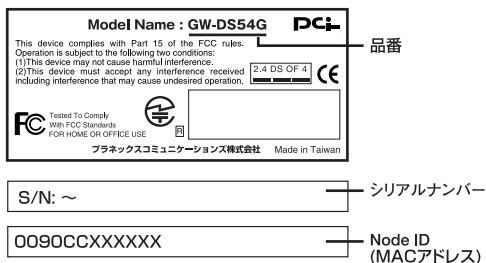 Model Name : GW-DS54G PCi
品番
This device complies with Part 15 of the FCC rules.
Operation is subject to the following two conditions:
(1)This device may not cause harmful interference.
(2)This device must accept any interference received
including interference that may cause undesired operation.
2.4 DS OF 4
CE
FC
Tested To Comply
With FCC Standards
FOR HOME OR OFFICE USE
R
プラネックスコミュニケーションズ株式会社 Made in Taiwan
S/N: ~
シリアルナンバー
0090CCXXXXXX
Node ID
(MACアドレス)